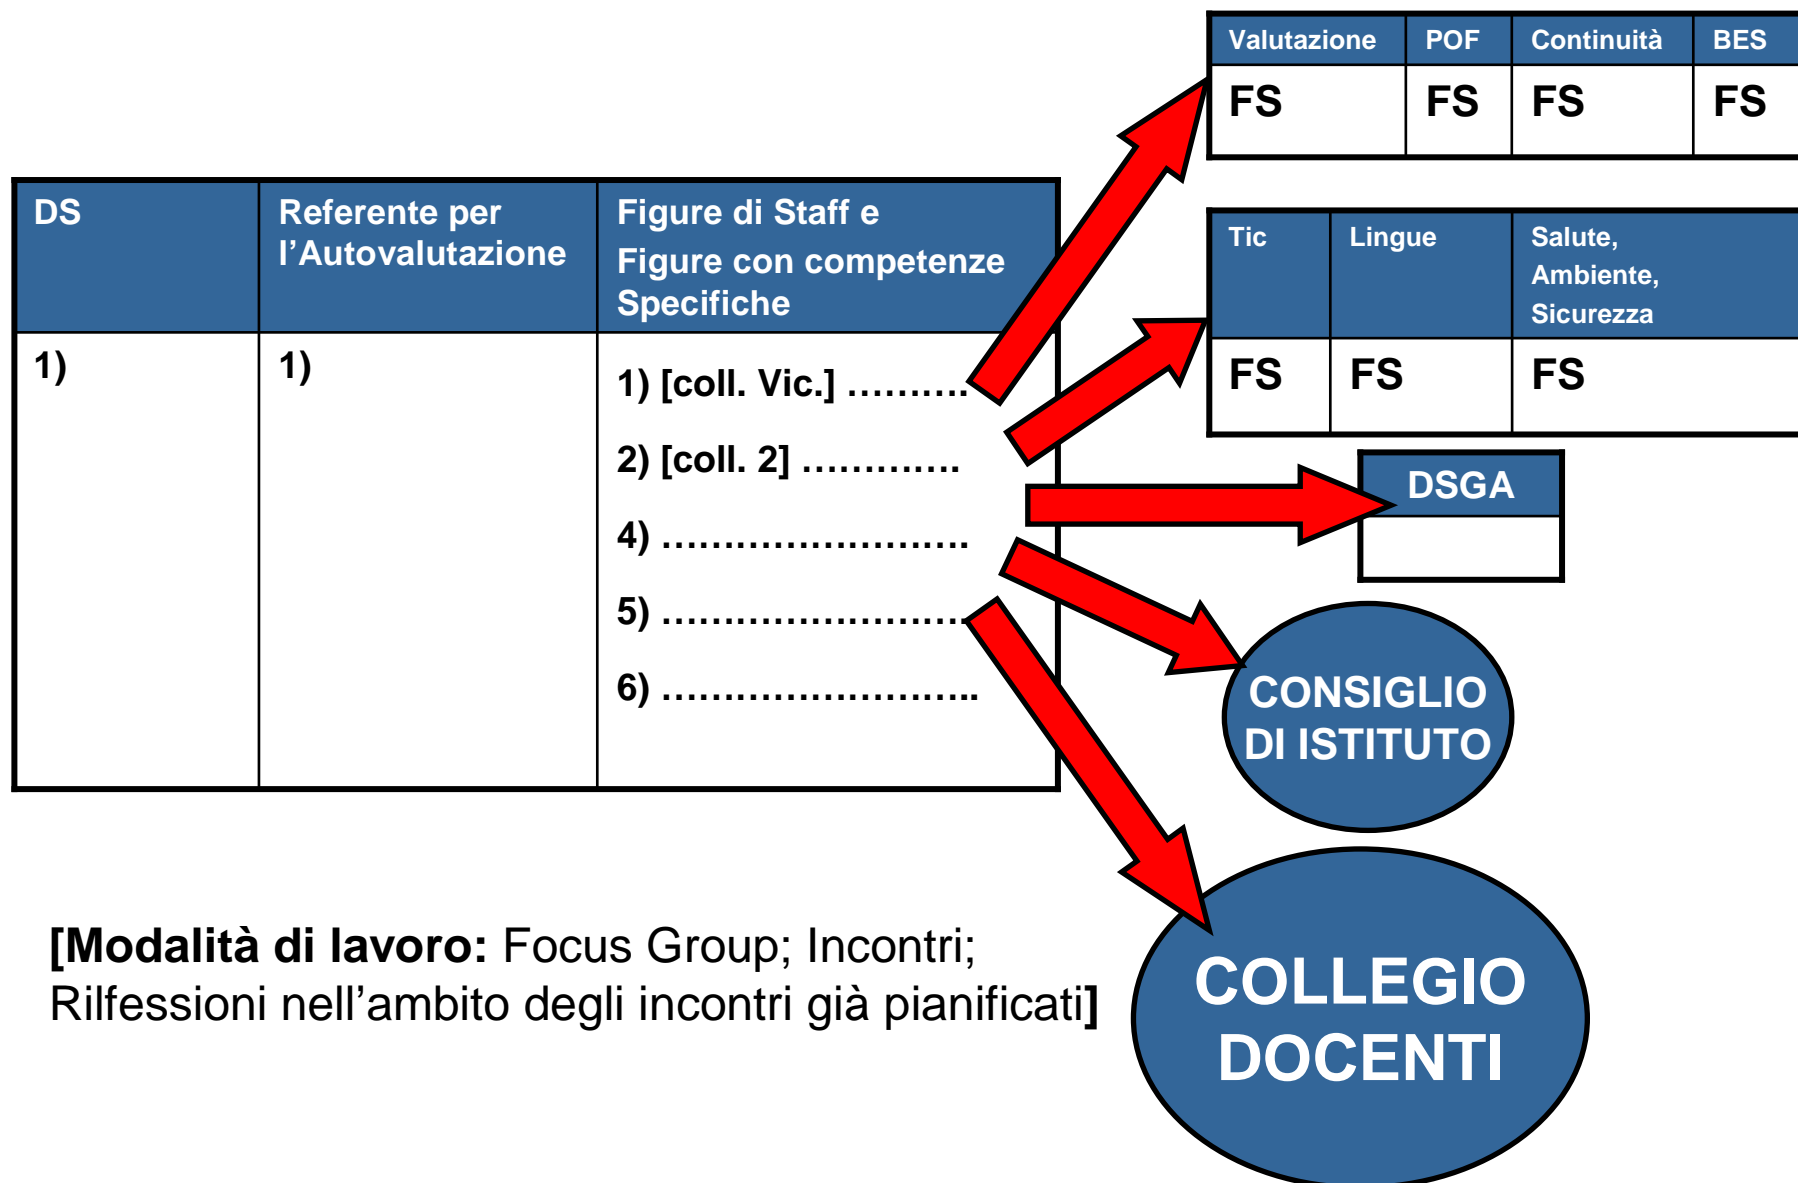 Valutazione POF Continuità BES
FS FS FS FS
DS Referente per l’Autovalutazione Figure di Staff e
Figure con competenze
Specifiche
1) 1) 1) [coll. Vic.] ……….
2) [coll. 2] ………….
4) …………………….
5) …………………….
6) ……………………..
Tic Lingue Salute,
Ambiente,
Sicurezza
FS FS FS
DSGA
CONSIGLIO
DI ISTITUTO
COLLEGIO
DOCENTI
[Modalità di lavoro: Focus Group; Incontri;
Rilfessioni nell’ambito degli incontri già pianificati]